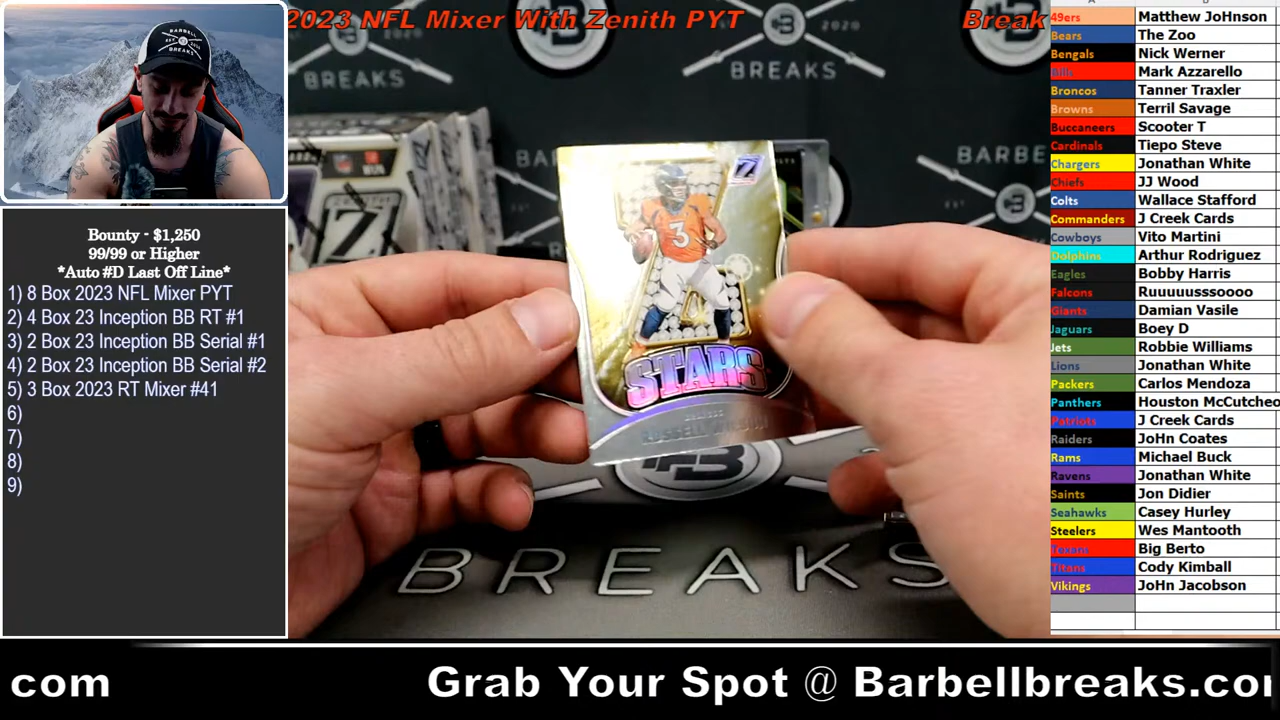 2023 NFL Mixer With Zenith PYT
Break
BARBELL
BREAKS
Bounty - $1,250
99/99 or Higher
*Auto #D Last Off Line*
1) 8 Box 2023 NFL Mixer PYT
2) 4 Box 23 Inception BB RT #1
3) 2 Box 23 Inception BB Serial #1
4) 2 Box 23 Inception BB Serial #2
5) 3 Box 2023 RT Mixer #41
6)
7)
8)
9)
BREAKS
2020
BREAKS
BARBELL
3
STARS
BREAKS
49ers Matthew JoHnson
Bears The Zoo
Bengals Nick Werner
Bills Mark Azzarello
Broncos Tanner Traxler
Browns Terril Savage
Buccaneers Scooter T
Cardinals Tiepo Steve
Chargers Jonathan White
Chiefs JJ Wood
Colts Wallace Stafford
Commanders J Creek Cards
Cowboys Vito Martini
Dolphins Arthur Rodriguez
Eagles Bobby Harris
Falcons Ruuuuusssoooo
Giants Damian Vasile
Jaguars Boey D
Jets Robbie Williams
Lions Jonathan White
Packers Carlos Mendoza
Panthers Houston McCutcheo
Patriots J Creek Cards
Raiders JoHn Coates
Rams Michael Buck
Ravens Jonathan White
Saints Jon Didier
Seahawks Casey Hurley
Steelers Wes Mantooth
Texans Big Berto
Titans Cody Kimball
Vikings JoHn Jacobson
com Grab Your Spot @ Barbellbreaks.com